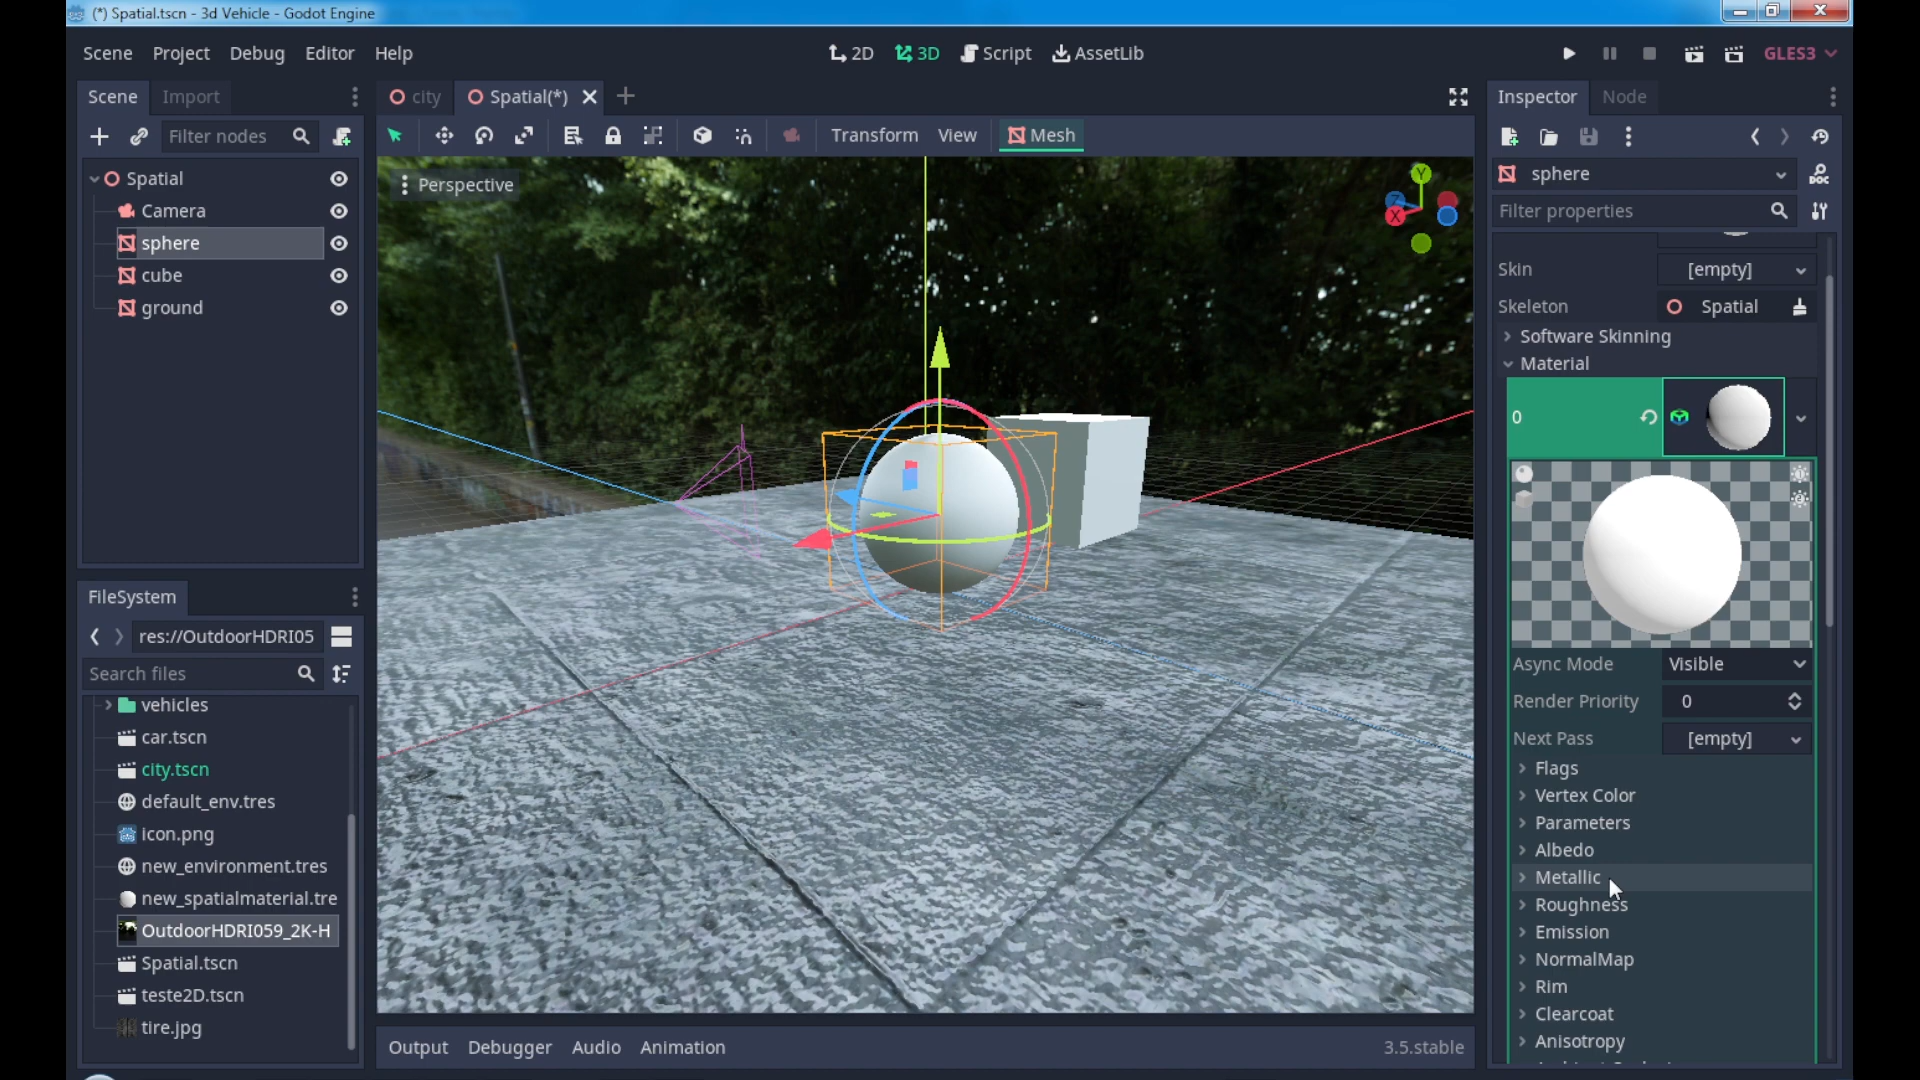 (*) Spatial.tscn - 3d Vehicle - Godot Engine
Scene Project Debug Editor Help
2D 3D Script AssetLib
GLES3
Scene Import
Filter nodes
Spatial
Camera
sphere
cube
ground
FileSystem
res://OutdoorHDRI05
Search files
vehicles
car.tscn
city.tscn
default_env.tres
icon.png
new_environment.tres
new_spatialmaterial.tre
OutdoorHDRI059_2K-H
Spatial.tscn
teste2D.tscn
tire.jpg
city Spatial(*)
Transform View Mesh
Perspective
Y
Z
X
Output Debugger Audio Animation 3.5.stable
Inspector Node
sphere
DOC
Filter properties
Skin [empty]
Skeleton Spatial
Software Skinning
Material
0
Async Mode Visible
Render Priority 0
Next Pass [empty]
Flags
Vertex Color
Parameters
Albedo
Metallic
Roughness
Emission
NormalMap
Rim
Clearcoat
Anisotropy